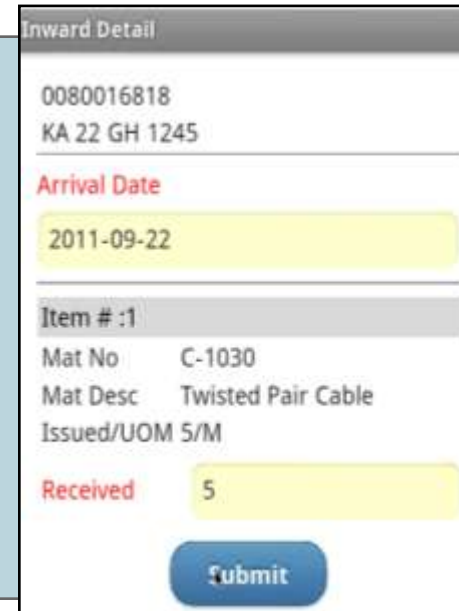 Inward Detail
0080016818
KA 22 GH 1245
Arrival Date
2011-09-22
Item # :1
Mat No C-1030
Mat Desc Twisted Pair Cable
Issued/UOM 5/M
Received 5
Submit